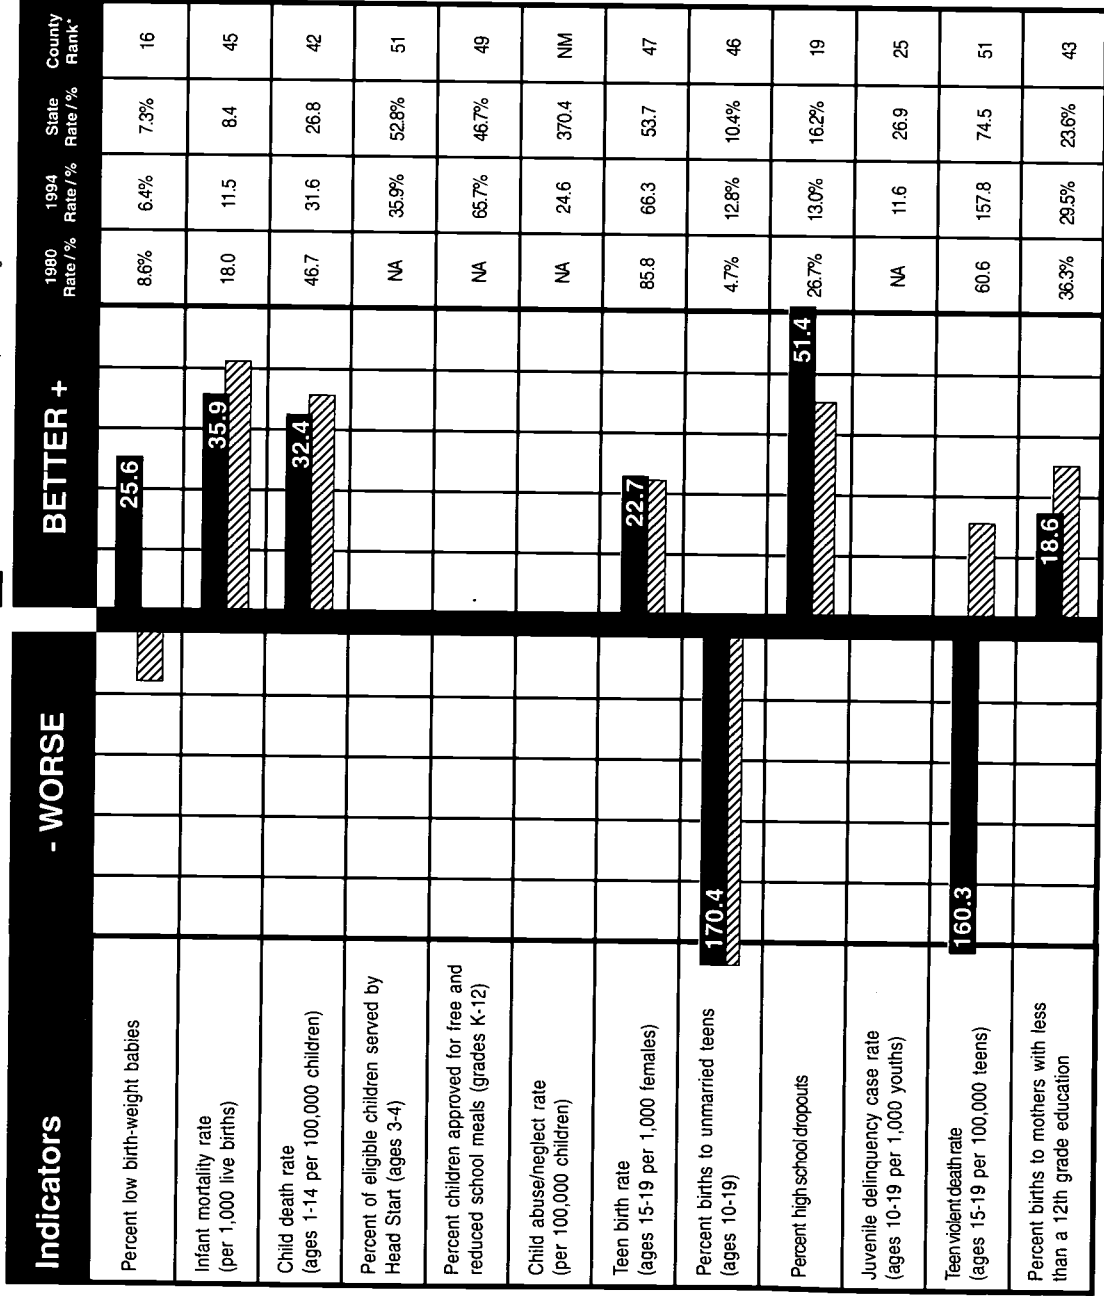 Indicators - WORSE BETTER + 1980 Rate / % 1994 Rate / % State Rate / % County Rank*
Percent low birth-weight babies 25.6 8.6% 6.4% 7.3% 16
Infant mortality rate
(per 1,000 live births) 35.9 18.0 11.5 8.4 45
Child death rate
(ages 1-14 per 100,000 children) 32.4 46.7 31.6 26.8 42
Percent of eligible children served by
Head Start (ages 3-4) NA 35.9% 52.8% 51
Percent children approved for free and
reduced school meals (grades K-12) NA 65.7% 46.7% 49
Child abuse/neglect rate
(per 100,000 children) NA 24.6 370.4 NM
Teen birth rate
(ages 15-19 per 1,000 females) 22.7 85.8 66.3 53.7 47
Percent births to unmarried teens
(ages 10-19) 170.4 4.7% 12.8% 10.4% 46
Percent high school dropouts 51.4 26.7% 13.0% 16.2% 19
Juvenile delinquency case rate
(ages 10-19 per 1,000 youths) NA 11.6 26.9 25
Teen violent death rate
(ages 15-19 per 100,000 teens) 160.3 60.6 157.8 74.5 51
Percent births to mothers with less
than a 12th grade education 18.6 36.3% 29.5% 23.6% 43